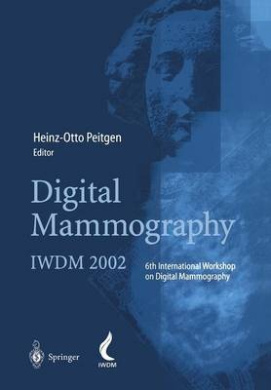 Heinz-Otto Peitgen
Editor
Digital
Mammography
IWDM 2002
6th International Workshop
on Digital Mammography
Springer
IWDM